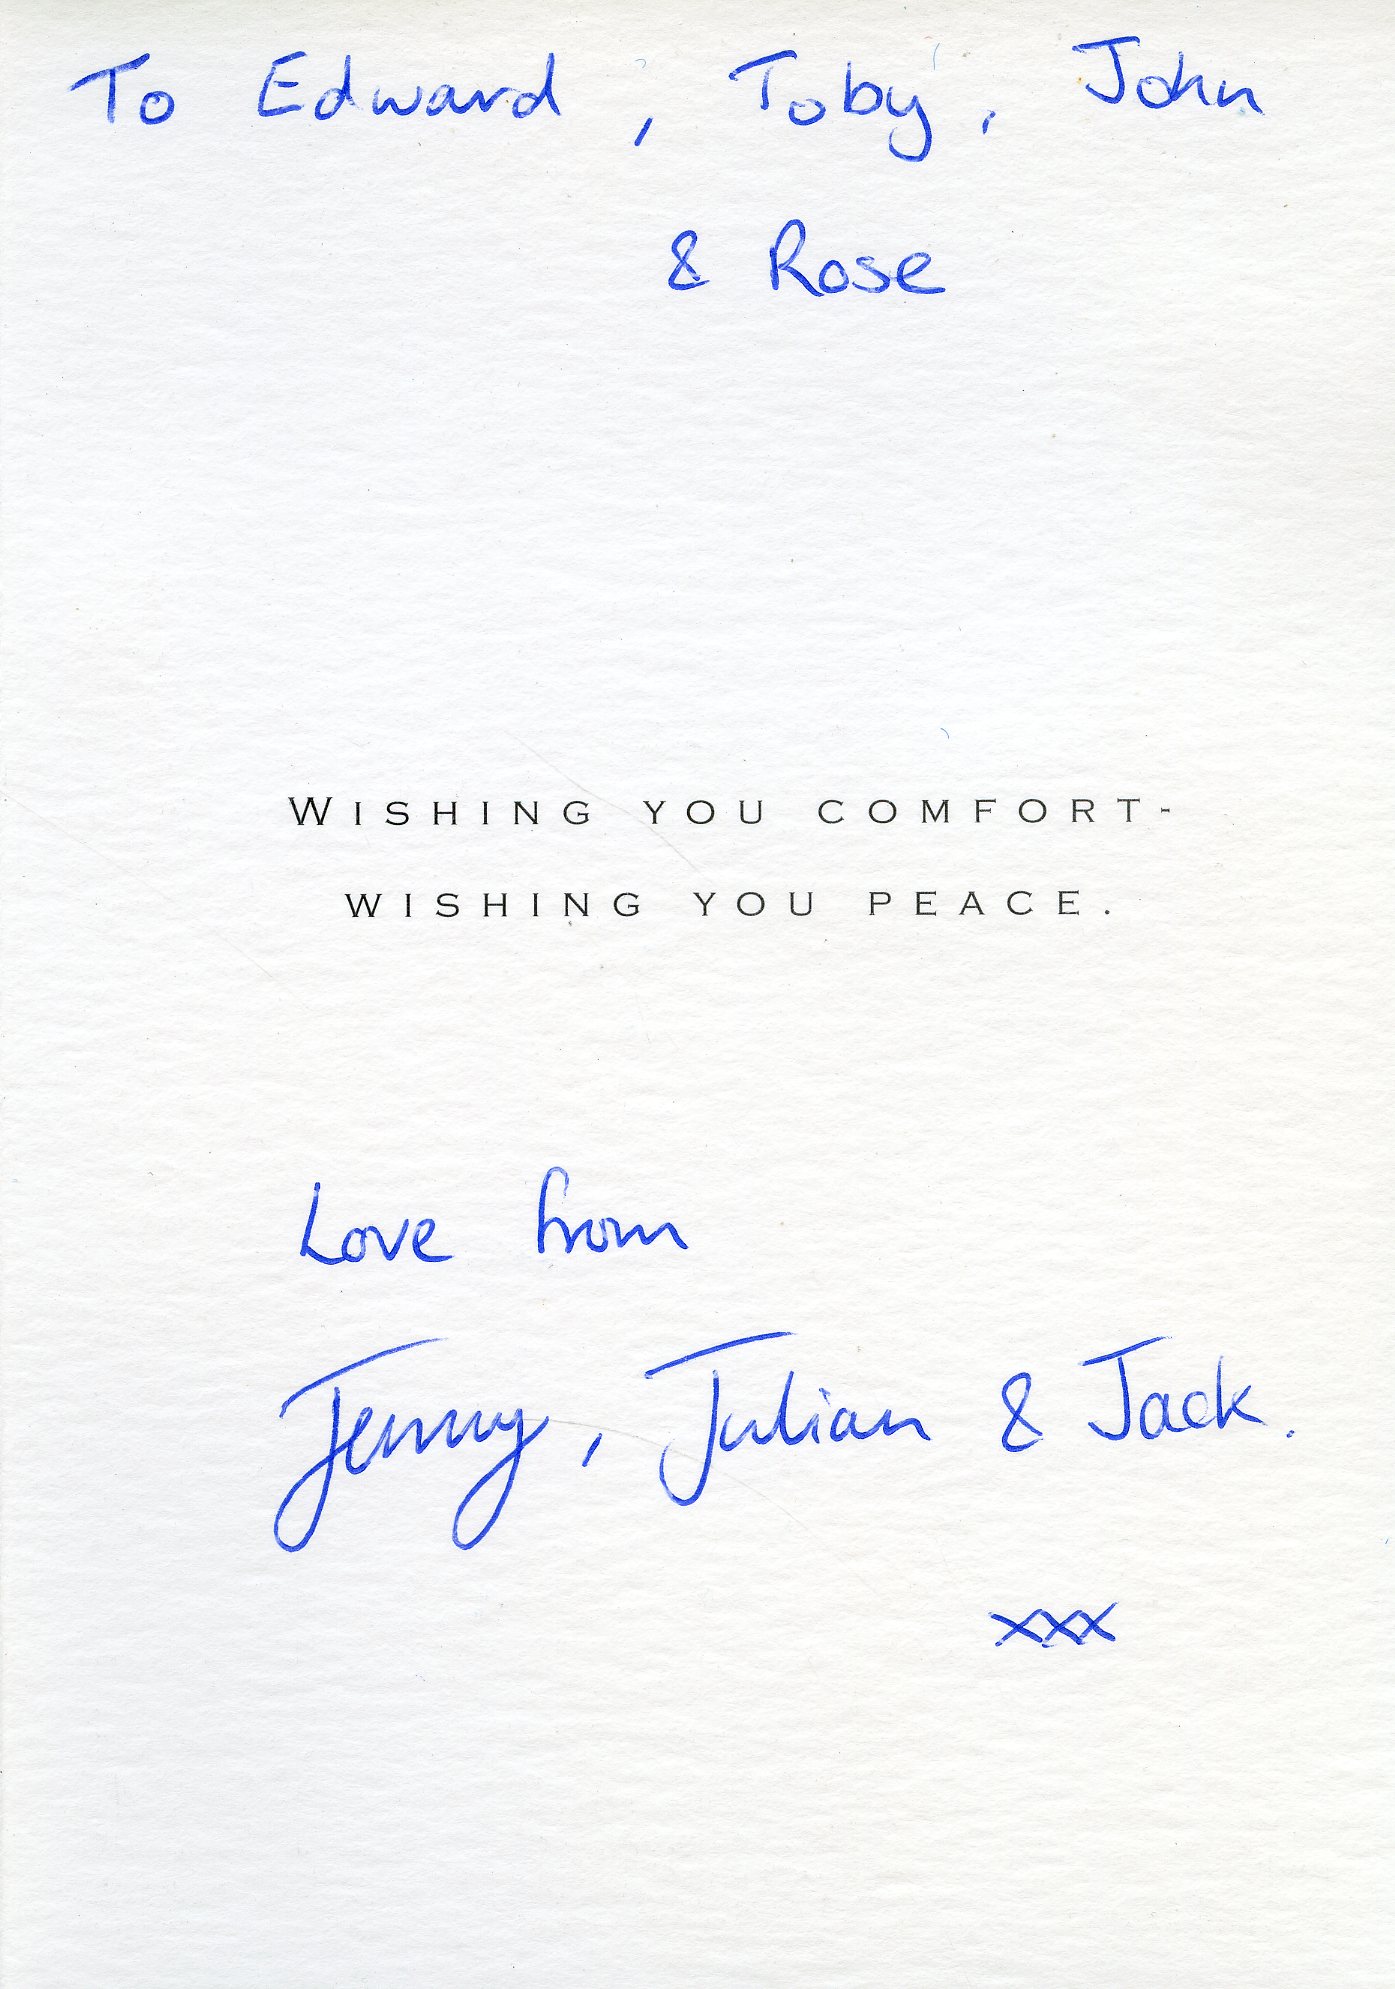 To Edward, Toby, John
& Rose
WISHING YOU COMFORT-
WISHING YOU PEACE.
Love from
Jenny, Julian & Jack.
xxx